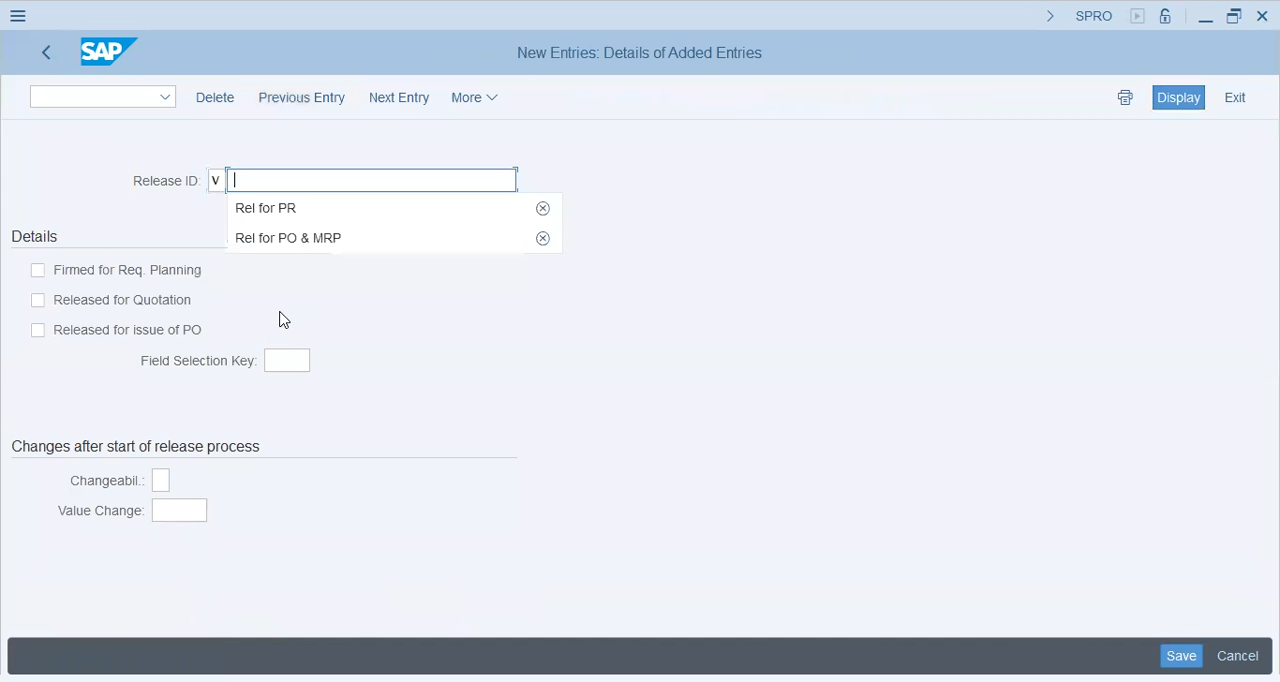 SPRO
SAP
New Entries: Details of Added Entries
Delete Previous Entry Next Entry More Display Exit
Release ID: V
Rel for PR
Rel for PO & MRP
Details
Firmed for Req. Planning
Released for Quotation
Released for issue of PO
Field Selection Key:
Changes after start of release process
Changeabil.:
Value Change:
Save Cancel